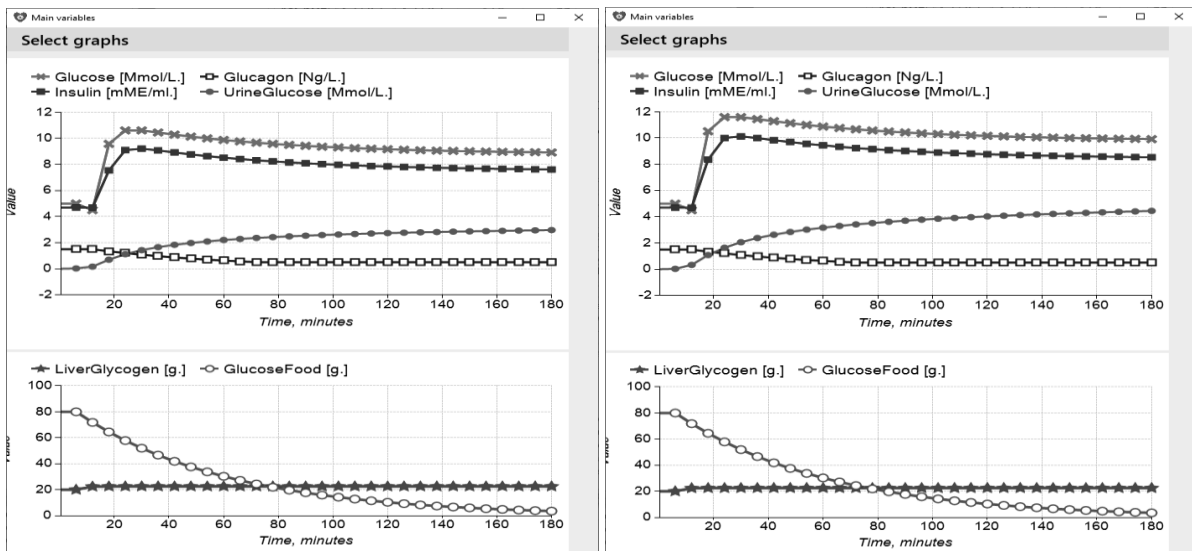 Main variables
Select graphs
Glucose [Mmol/L.] Glucagon [Ng/L.]
Insulin [mME/ml.] UrineGlucose [Mmol/L.]
12
10
8
6
4
2
0
-2
Value
20 40 60 80 100 120 140 160 180
Time, minutes
LiverGlycogen [g.] GlucoseFood [g.]
100
80
60
40
20
0
20 40 60 80 100 120 140 160 180
Time, minutes
Main variables
Select graphs
Glucose [Mmol/L.] Glucagon [Ng/L.]
Insulin [mME/ml.] UrineGlucose [Mmol/L.]
12
10
8
6
4
2
0
-2
Value
20 40 60 80 100 120 140 160 180
Time, minutes
LiverGlycogen [g.] GlucoseFood [g.]
100
80
60
40
20
0
20 40 60 80 100 120 140 160 180
Time, minutes